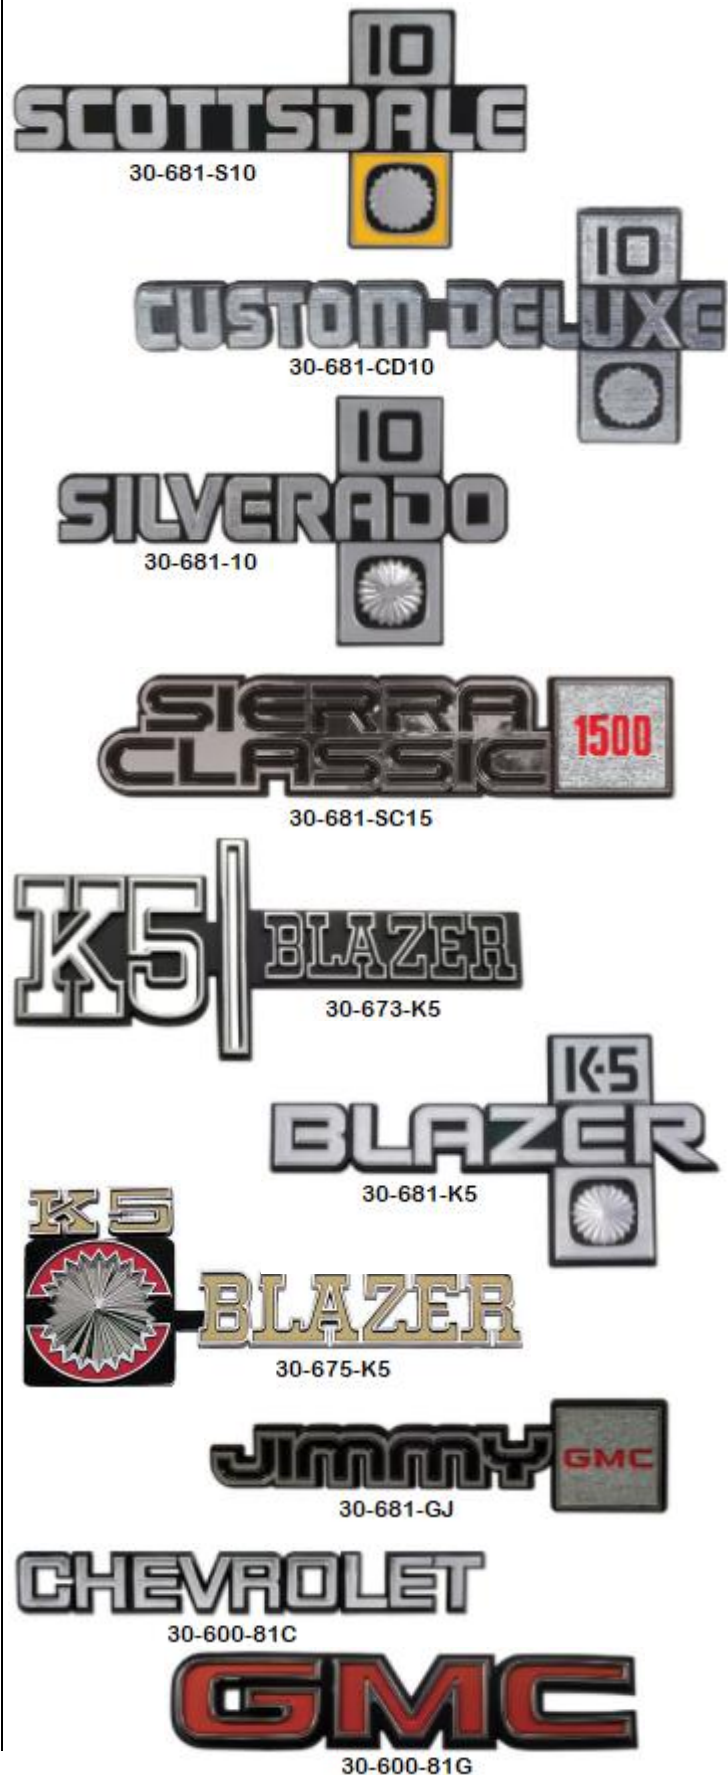 10
SCOTTSDALE
30-681-S10
10
CUSTOM-DELUXE
30-681-CD10
10
SILVERADO
30-681-10
SIERRA
CLASSIC
1500
30-681-SC15
K5 BLAZER
30-673-K5
K-5
BLAZER
30-681-K5
K5
BLAZER
30-675-K5
JIMMY GMC
30-681-GJ
CHEVROLET
30-600-81C
GMC
30-600-81G